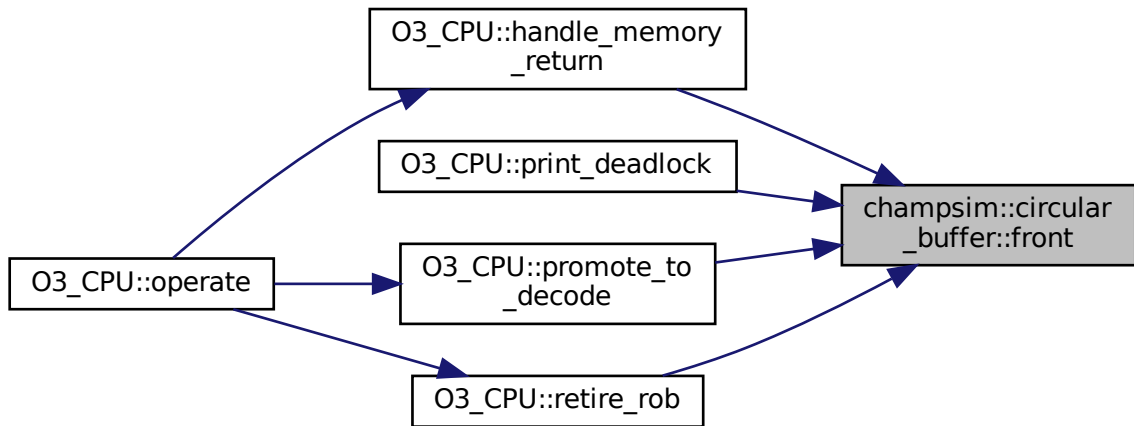 O3_CPU::handle_memory
_return
O3_CPU::print_deadlock
champsim::circular
_buffer::front
O3_CPU::operate
O3_CPU::promote_to
_decode
O3_CPU::retire_rob